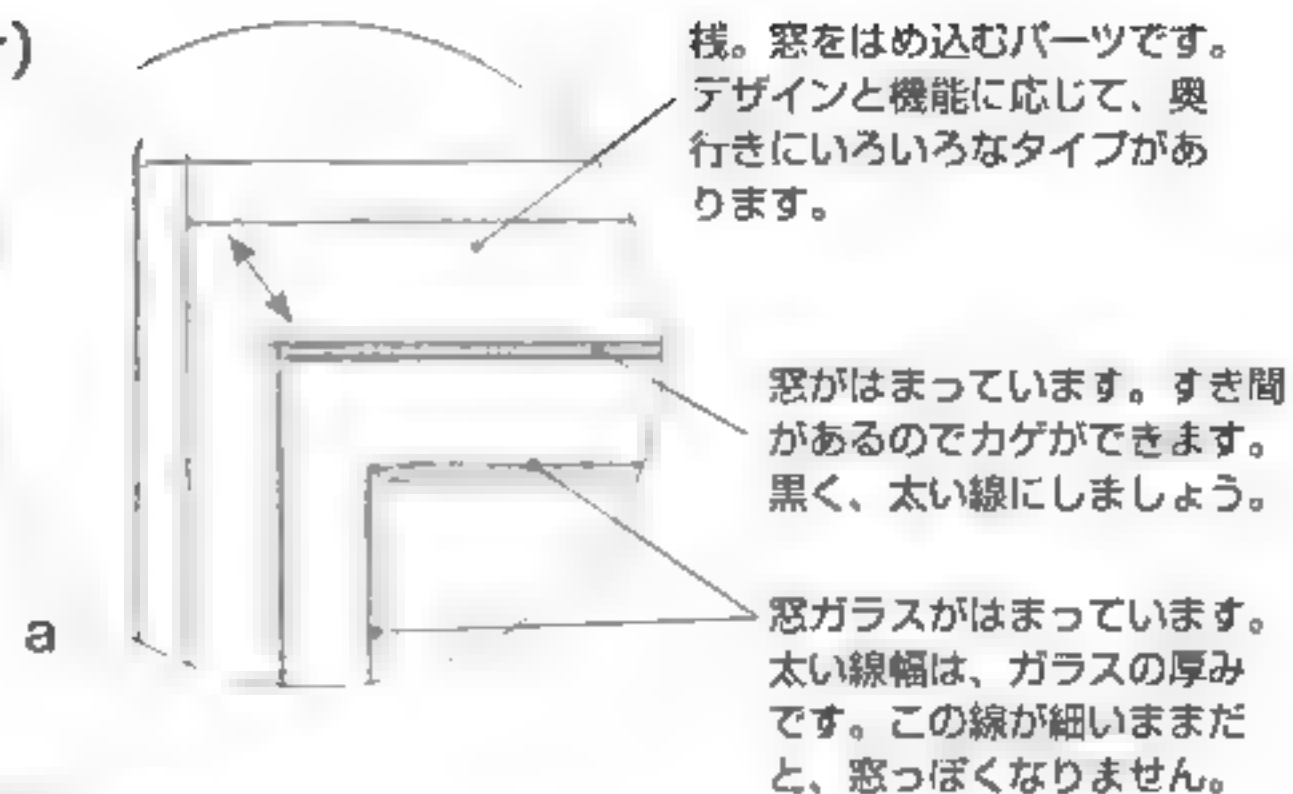 桟。窓をはめ込むパーツです。
デザインと機能に応じて、奥
行きにいろいろなタイプがあ
ります。
窓がはまっています。すき間
があるのでカゲができます。
黒く、太い線にしましょう。
a
窓ガラスがはまっています。
太い線幅は、ガラスの厚み
です。この線が細いままだ
と、窓っぽくなりません。